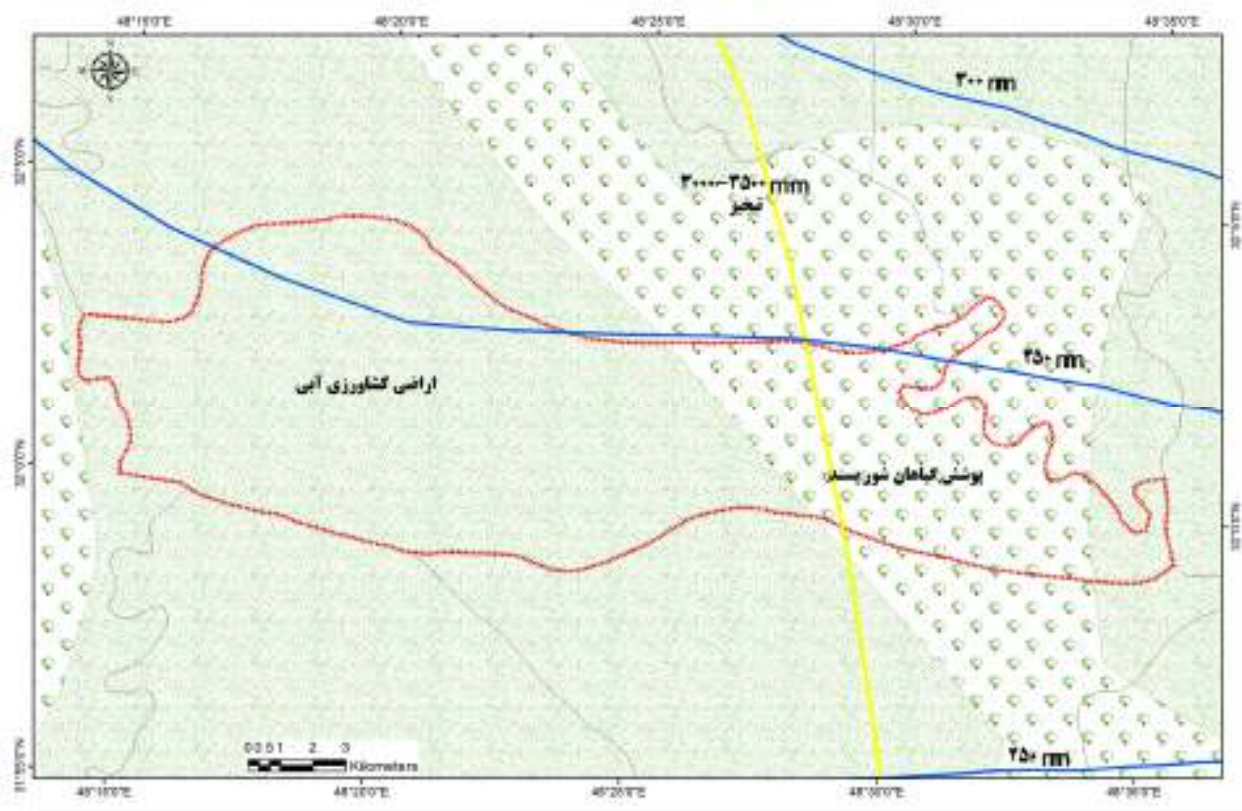 48°15'0"E 48°20'0"E 48°25'0"E 48°30'0"E 48°35'0"E
۳۰۰ mm
32°5'0"N
۳۰۰۰-۳۵۰۰ mm
تبخیر
۲۵۰ mm
اراضی کشاورزی آبی
32°0'0"N
پوشش گیاهان شورپسند
۲۵۰ mm
0 0.5 1 2 3
Kilometers
31°55'0"N
48°15'0"E 48°20'0"E 48°25'0"E 48°30'0"E 48°35'0"E